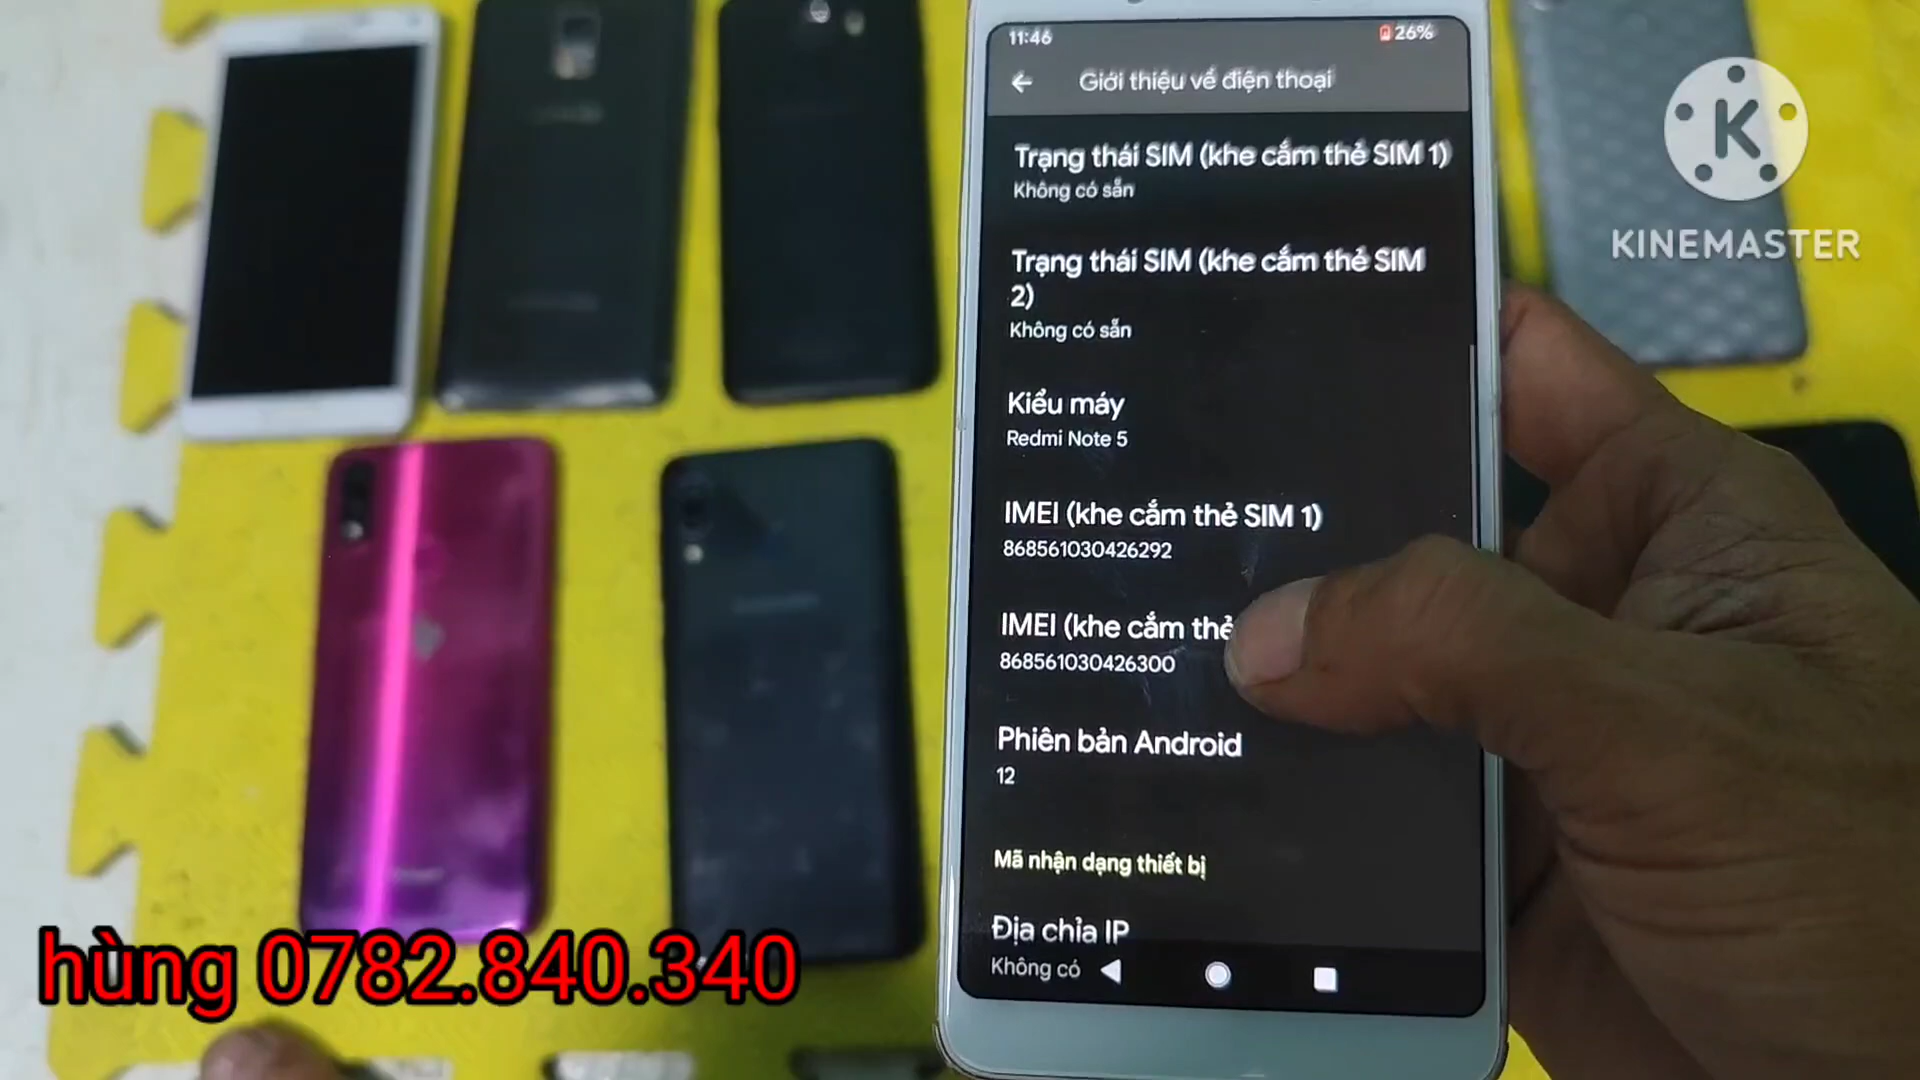 11:46
26%
Giới thiệu về điện thoại
Trạng thái SIM (khe cắm thẻ SIM 1)
Không có sẵn
Trạng thái SIM (khe cắm thẻ SIM
2)
Không có sẵn
Kiểu máy
Redmi Note 5
IMEI (khe cắm thẻ SIM 1)
868561030426292
IMEI (khe cắm thẻ
868561030426300
Phiên bản Android
12
Mã nhận dạng thiết bị
Địa chỉa IP
Không có
K
KINEMASTER
hùng 0782.840.340